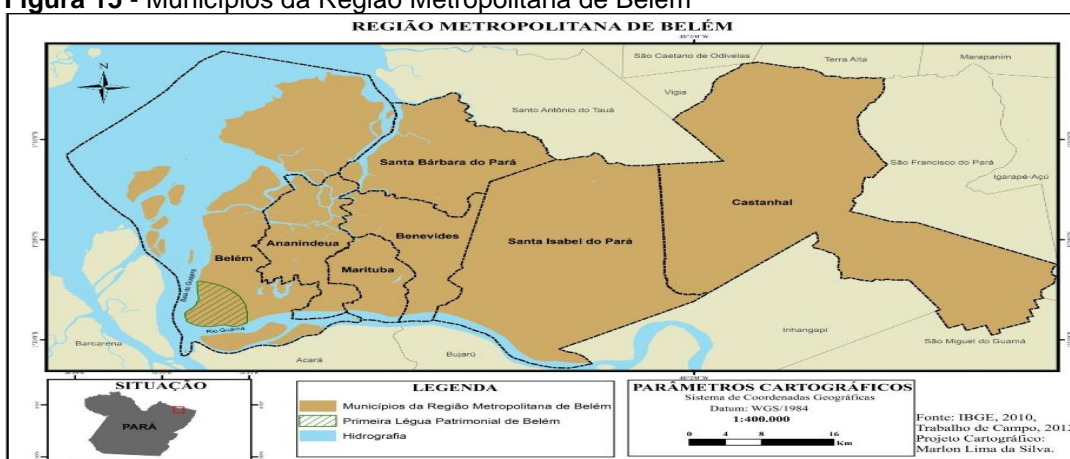 Figura 15 - Municípios da Região Metropolitana de Belém
REGIÃO METROPOLITANA DE BELÉM
N
São Caetano de Odivelas
Terra Alta
Marapanim
Vigia
Santo Antônio do Tauá
Santa Bárbara do Pará
São Francisco do Pará
Igarapé-Açú
Castanhal
Benevides
Ananindeua
Santa Isabel do Pará
Belém
Marituba
Baía do Guajará
Rio Guamá
Barcarena
Acará
Bujarú
Inhangapi
São Miguel do Guamá
SITUAÇÃO
PARÁ
LEGENDA
Municípios da Região Metropolitana de Belém
Primeira Légua Patrimonial de Belém
Hidrografia
PARÂMETROS CARTOGRÁFICOS
Sistema de Coordenadas Geográficas
Datum: WGS/1984
1:400.000
0 4 8 16
Km
Fonte: IBGE, 2010,
Trabalho de Campo, 2012
Projeto Cartográfico:
Marlon Lima da Silva.